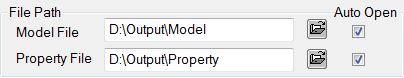 File Path Auto Open
Model File D:\Output\Model
Property File D:\Output\Property